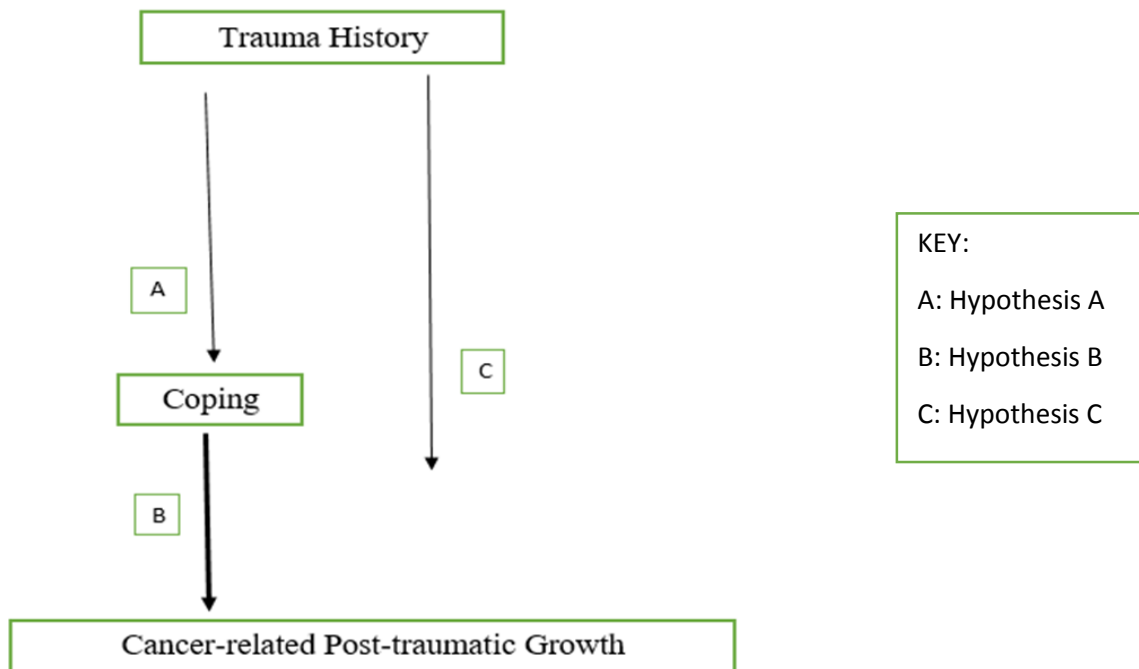 Trauma History
A
C
Coping
B
Cancer-related Post-traumatic Growth
KEY:
A: Hypothesis A
B: Hypothesis B
C: Hypothesis C